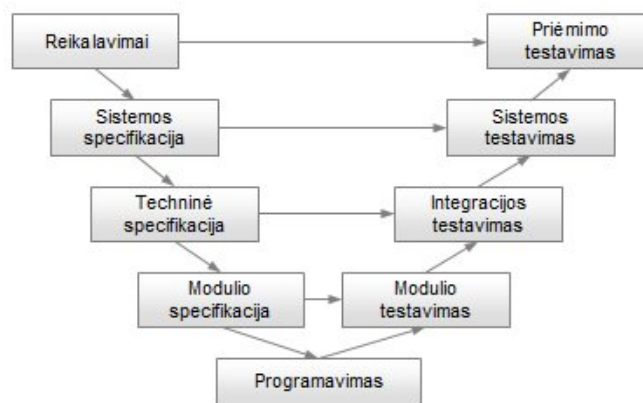 Reikalavimai
Priėmimo
testavimas
Sistemos
specifikacija
Sistemos
testavimas
Techninė
specifikacija
Integracijos
testavimas
Modulio
specifikacija
Modulio
testavimas
Programavimas